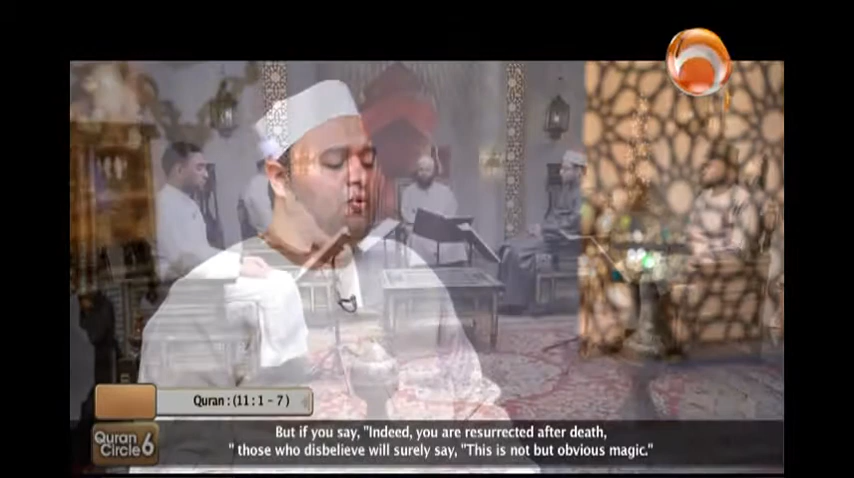 Quran : (11 : 1 - 7 )
Quran
Circle 6
But if you say, "Indeed, you are resurrected after death,
" those who disbelieve will surely say, "This is not but obvious magic."